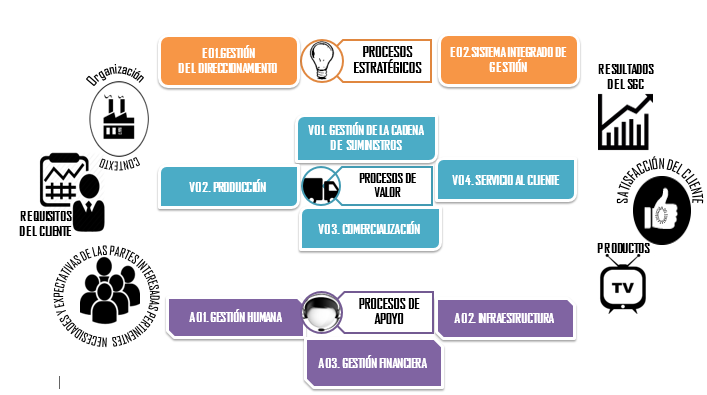 Organización
CONTEXTO
REQUISITOS
DEL CLIENTE
NECESIDADES Y EXPECTATIVAS DE LAS PARTES INTERESADAS PERTINENTES
E01.GESTIÓN
DEL DIRECCIONAMIENTO
PROCESOS
ESTRATÉGICOS
E02.SISTEMA INTEGRADO DE
GESTIÓN
V01. GESTIÓN DE LA CADENA
DE SUMINISTROS
V02. PRODUCCIÓN
PROCESOS DE
VALOR
V04. SERVICIO AL CLIENTE
V03. COMERCIALIZACIÓN
A01. GESTIÓN HUMANA
PROCESOS DE
APOYO
A02. INFRAESTRUCTURA
A03. GESTIÓN FINANCIERA
RESULTADOS
DEL SGC
SATISFACCIÓN DEL CLIENTE
PRODUCTOS
TV